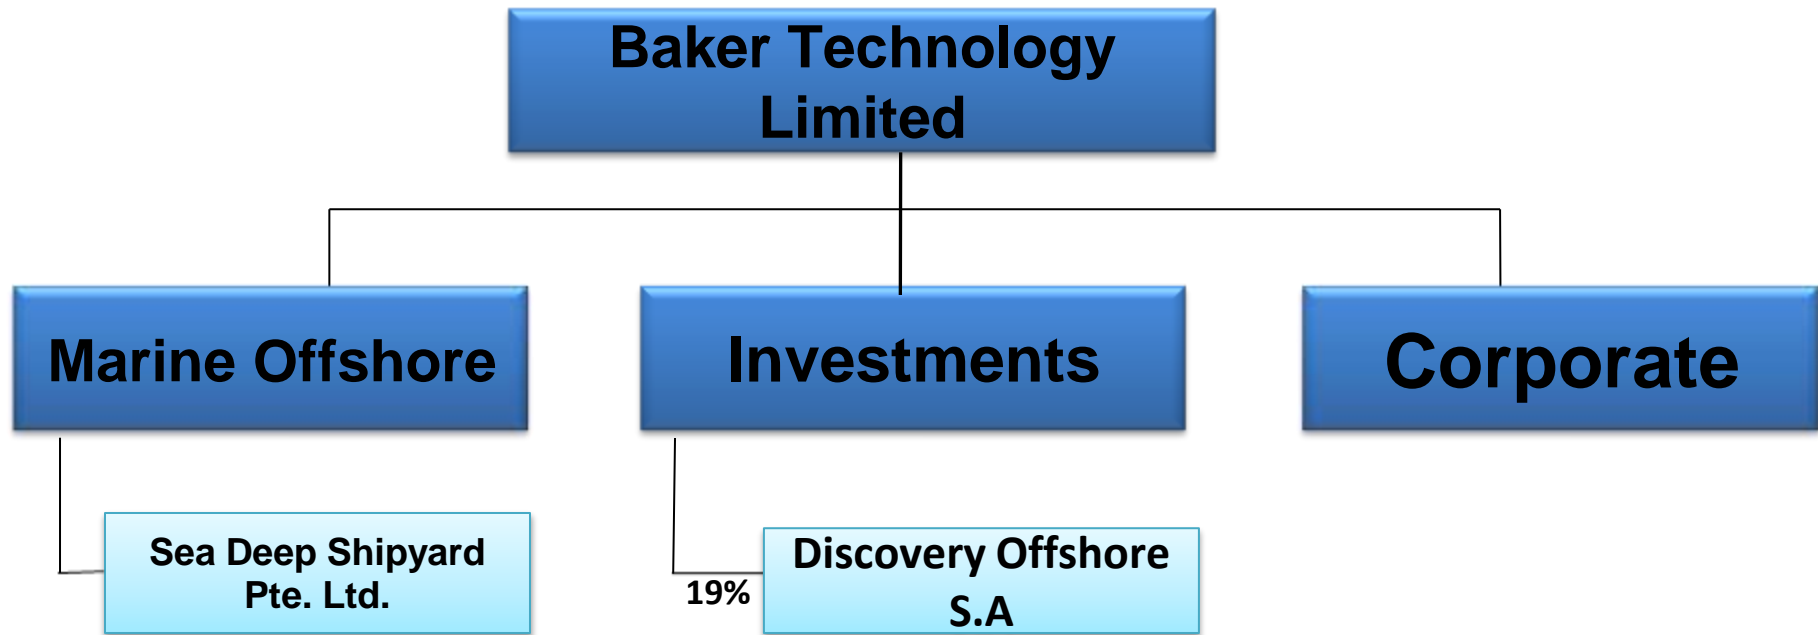 Baker Technology
Limited
Marine Offshore
Investments
Corporate
Sea Deep Shipyard
Pte. Ltd.
19%
Discovery Offshore
S.A